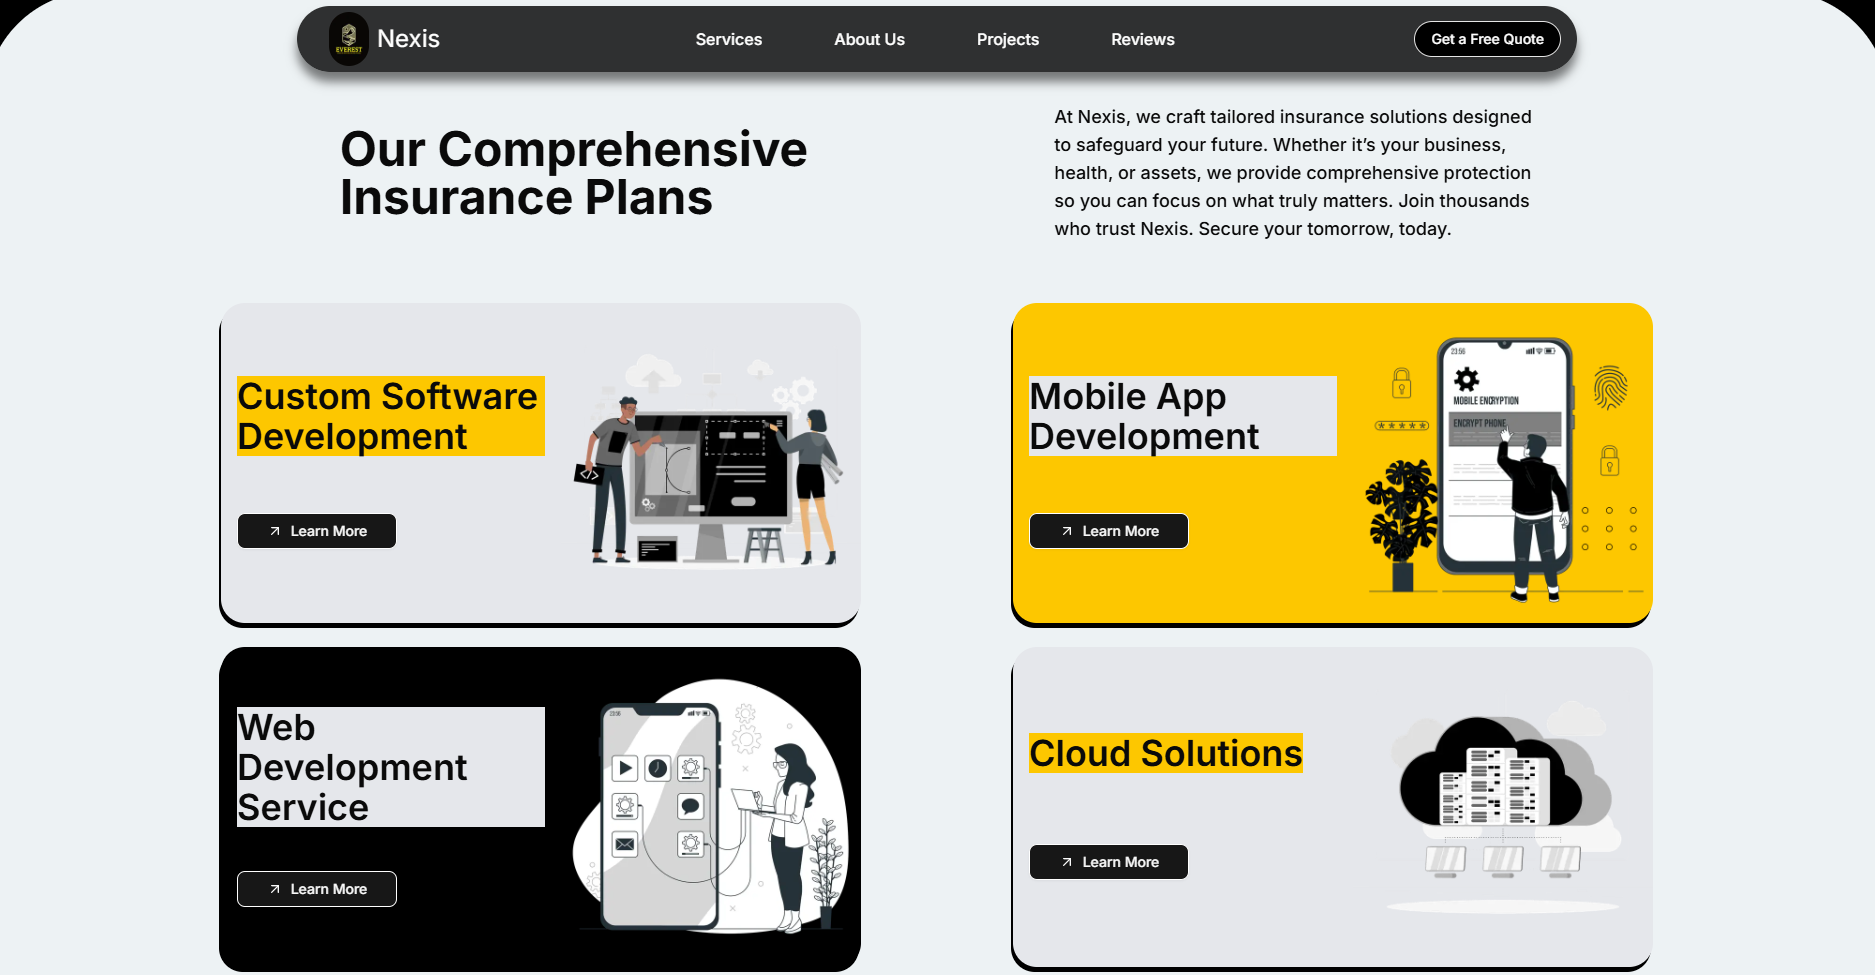 EVEREST
Nexis
Services
About Us
Projects
Reviews
Get a Free Quote
Our Comprehensive
Insurance Plans
At Nexis, we craft tailored insurance solutions designed
to safeguard your future. Whether it's your business,
health, or assets, we provide comprehensive protection
so you can focus on what truly matters. Join thousands
who trust Nexis. Secure your tomorrow, today.
Custom Software
Development
</>
Learn More
Mobile App
Development
Learn More
23:56
MOBILE ENCRYPTION
ENCRYPT PHONE
*****
Web
Development
Service
Learn More
23:56
Cloud Solutions
Learn More